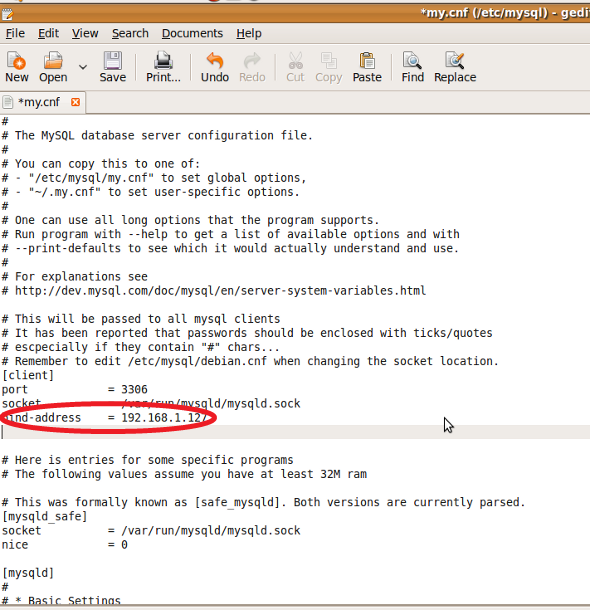 *my.cnf (/etc/mysql) - gedi
File Edit View Search Documents Help
New Open Save Print... Undo Redo Cut Copy Paste Find Replace
*my.cnf
#
# The MySQL database server configuration file.
#
# You can copy this to one of:
# - "/etc/mysql/my.cnf" to set global options,
# - "~/.my.cnf" to set user-specific options.
#
# One can use all long options that the program supports.
# Run program with --help to get a list of available options and with
# --print-defaults to see which it would actually understand and use.
#
# For explanations see
# http://dev.mysql.com/doc/mysql/en/server-system-variables.html

# This will be passed to all mysql clients
# It has been reported that passwords should be enclosed with ticks/quotes
# escpecially if they contain "#" chars...
# Remember to edit /etc/mysql/debian.cnf when changing the socket location.
[client]
port = 3306
socket = /var/run/mysqld/mysqld.sock
bind-address = 192.168.1.127

# Here is entries for some specific programs
# The following values assume you have at least 32M ram

# This was formally known as [safe_mysqld]. Both versions are currently parsed.
[mysqld_safe]
socket = /var/run/mysqld/mysqld.sock
nice = 0

[mysqld]
#
# * Basic Settings